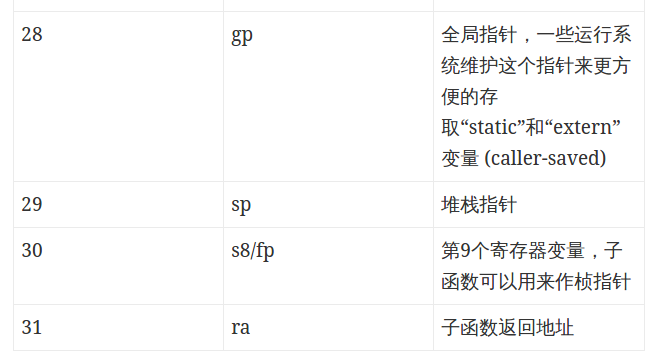 28 gp 全局指针，一些运行系
统维护这个指针来更方
便的存
取“static”和“extern”
变量 (caller-saved)
29 sp 堆栈指针
30 s8/fp 第9个寄存器变量，子
函数可以用来作桢指针
31 ra 子函数返回地址